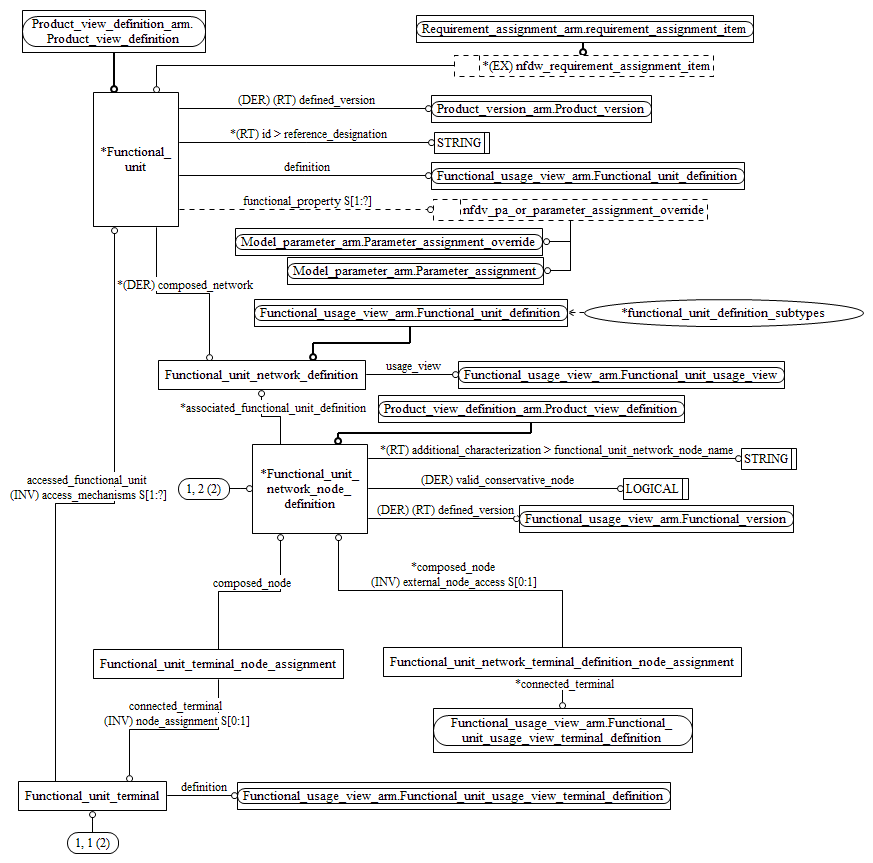 Product_view_definition_arm.
Product_view_definition
Requirement_assignment_arm.requirement_assignment_item
*(EX) nfdw_requirement_assignment_item
*Functional_
unit
(DER) (RT) defined_version
Product_version_arm.Product_version
*(RT) id > reference_designation
STRING
definition
Functional_usage_view_arm.Functional_unit_definition
functional_property S[1:?]
nfdv_pa_or_parameter_assignment_override
Model_parameter_arm.Parameter_assignment_override
Model_parameter_arm.Parameter_assignment
*(DER) composed_network
Functional_usage_view_arm.Functional_unit_definition
*functional_unit_definition_subtypes
Functional_unit_network_definition
usage_view
Functional_usage_view_arm.Functional_unit_usage_view
*associated_functional_unit_definition
Product_view_definition_arm.Product_view_definition
*Functional_unit_
network_node_
definition
*(RT) additional_characterization > functional_unit_network_node_name
STRING
1, 2 (2)
(DER) valid_conservative_node
LOGICAL
(DER) (RT) defined_version
Functional_usage_view_arm.Functional_version
accessed_functional_unit
(INV) access_mechanisms S[1:?]
composed_node
*composed_node
(INV) external_node_access S[0:1]
Functional_unit_terminal_node_assignment
Functional_unit_network_terminal_definition_node_assignment
*connected_terminal
connected_terminal
(INV) node_assignment S[0:1]
Functional_usage_view_arm.Functional_
unit_usage_view_terminal_definition
Functional_unit_terminal
definition
Functional_usage_view_arm.Functional_unit_usage_view_terminal_definition
1, 1 (2)